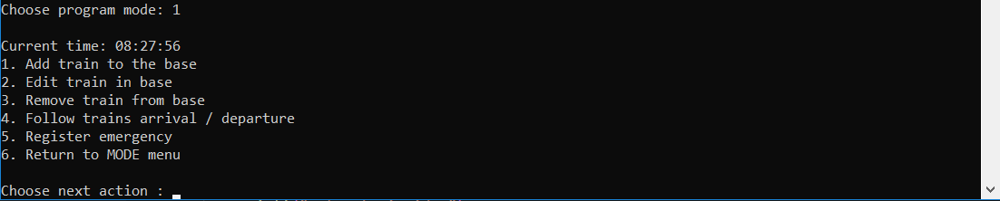 Choose program mode: 1
Current time: 08:27:56
1. Add train to the base
2. Edit train in base
3. Remove train from base
4. Follow trains arrival / departure
5. Register emergency
6. Return to MODE menu
Choose next action :